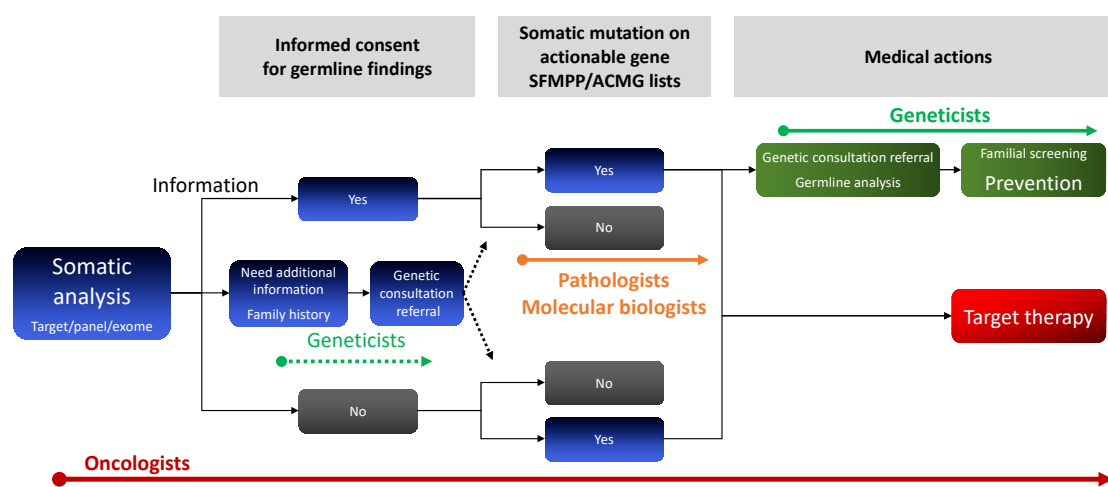 Informed consent
for germline findings
Somatic mutation on
actionable gene
SFMPP/ACMG lists
Medical actions
Geneticists
Information
Yes
Yes
Genetic consultation referral
Germline analysis
Familial screening
Prevention
No
Somatic
analysis
Target/panel/exome
Need additional
information
Family history
Genetic
consultation
referral
Pathologists
Molecular biologists
Target therapy
Geneticists
No
No
Yes
Oncologists